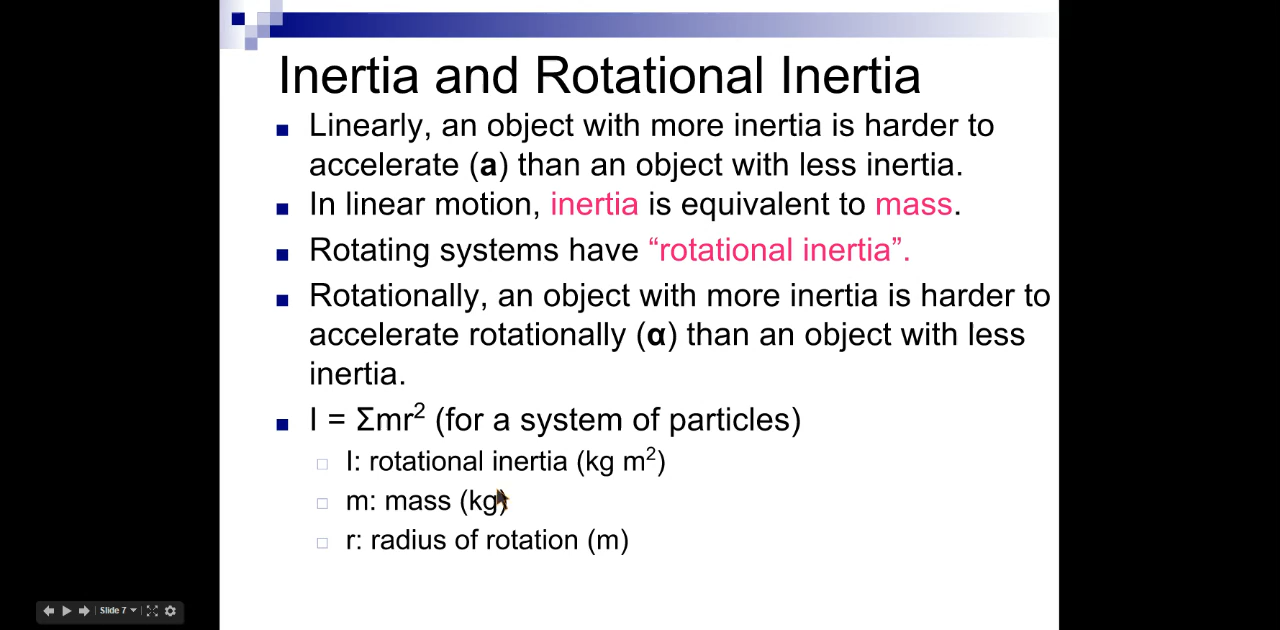 Inertia and Rotational Inertia
■ Linearly, an object with more inertia is harder to
accelerate (a) than an object with less inertia.
■ In linear motion, inertia is equivalent to mass.
■ Rotating systems have “rotational inertia”.
■ Rotationally, an object with more inertia is harder to
accelerate rotationally (α) than an object with less
inertia.
■ I = Σmr² (for a system of particles)
□ I: rotational inertia (kg m²)
□ m: mass (kg)
□ r: radius of rotation (m)
Slide 7